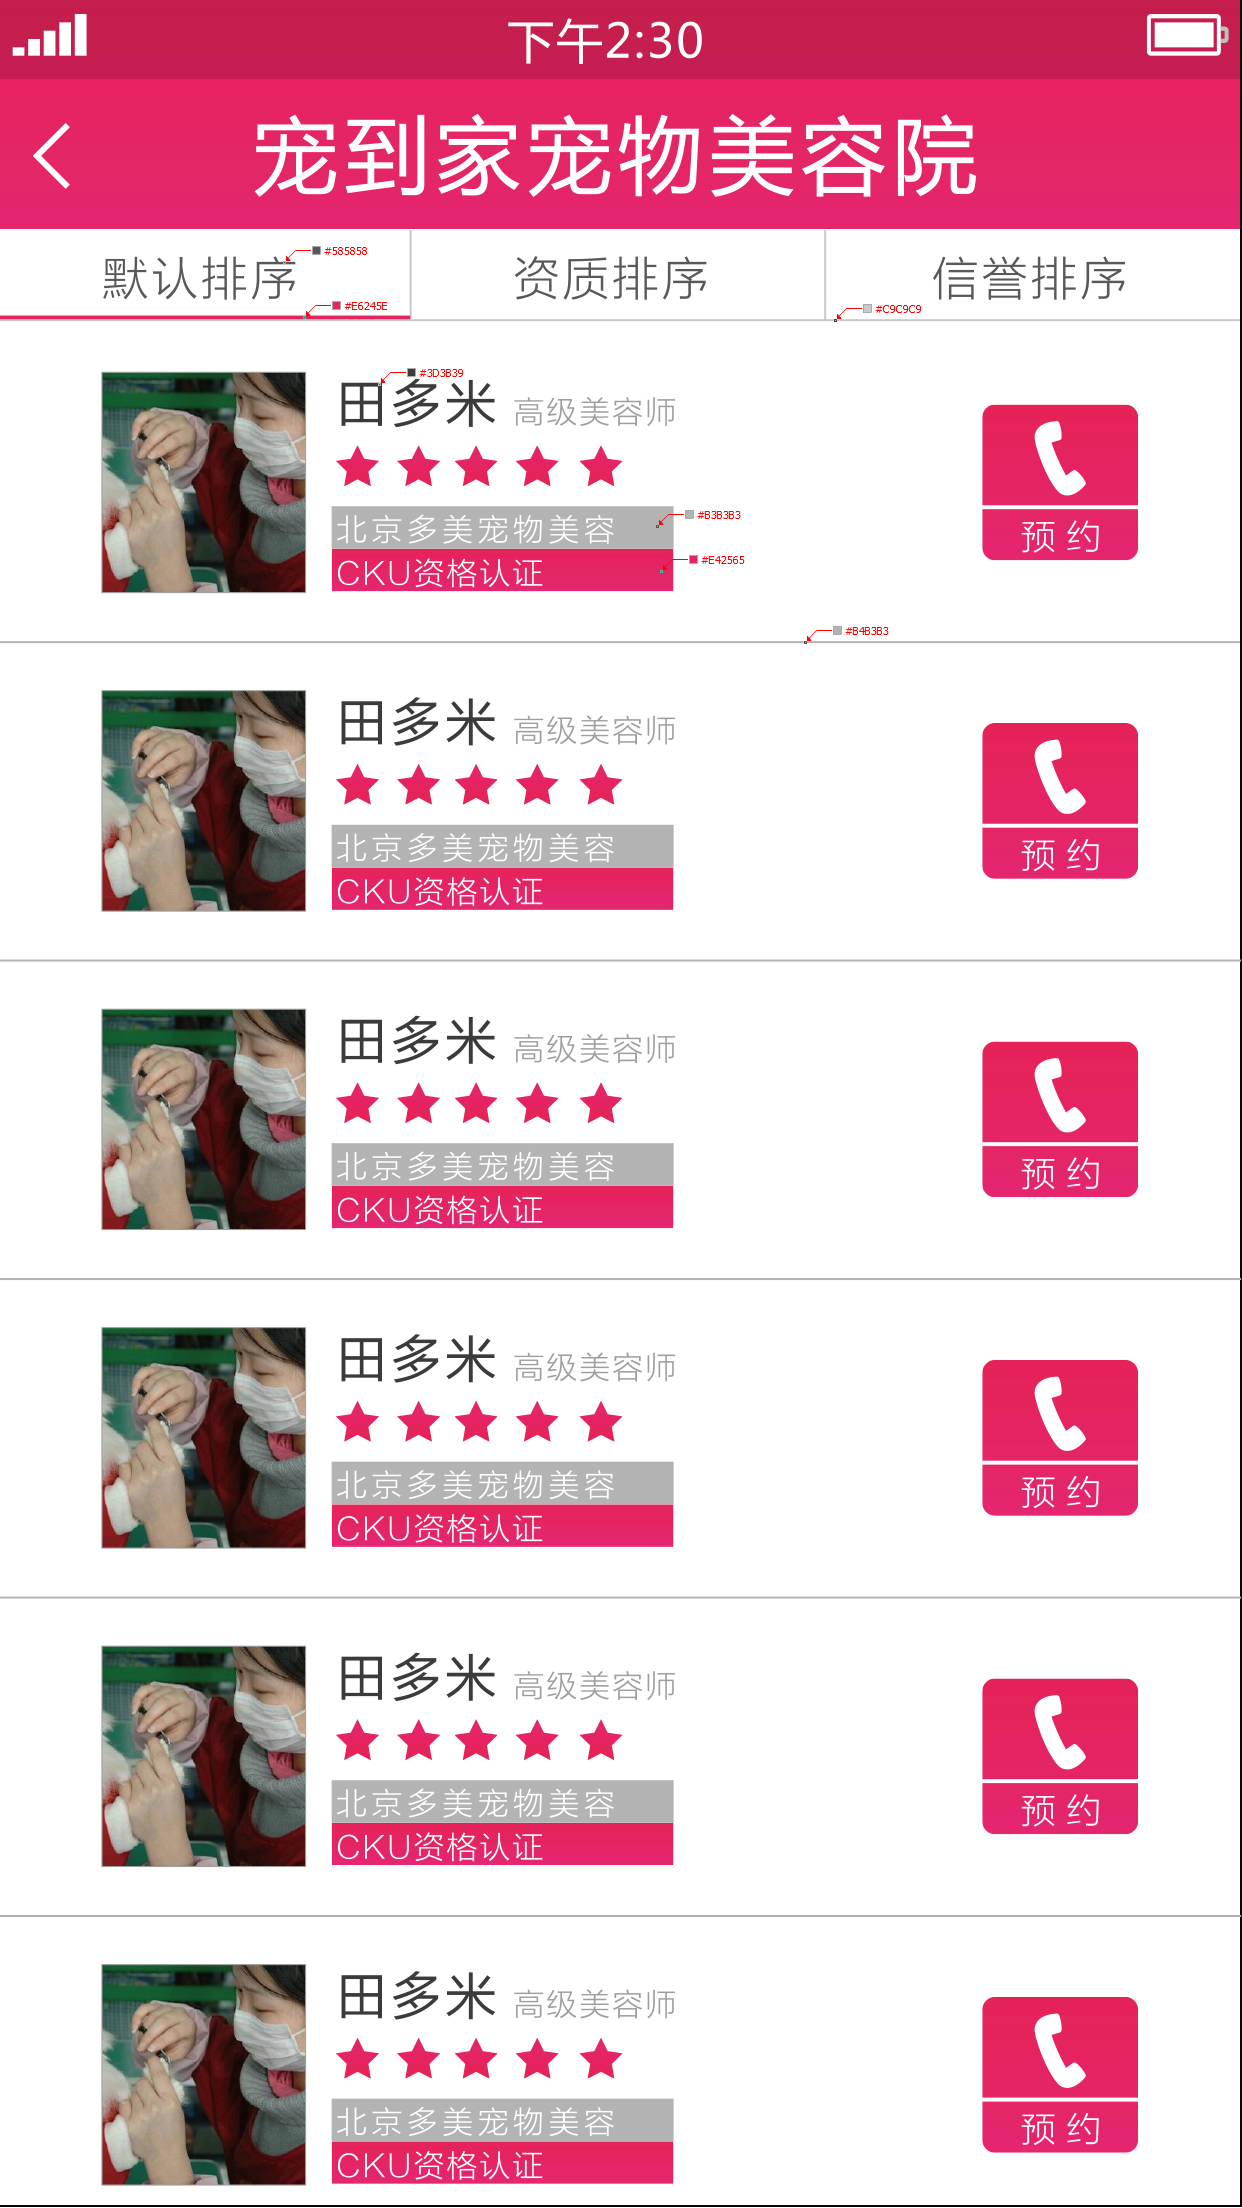 下午2:30
宠到家宠物美容院
默认排序 资质排序 信誉排序
#585858
#E6245E
#C9C9C9
#3D3B39
田多米 高级美容师
#B3B3B3
北京多美宠物美容
#E42565
CKU资格认证
预约
#B4B3B3
田多米 高级美容师
北京多美宠物美容
CKU资格认证
预约
田多米 高级美容师
北京多美宠物美容
CKU资格认证
预约
田多米 高级美容师
北京多美宠物美容
CKU资格认证
预约
田多米 高级美容师
北京多美宠物美容
CKU资格认证
预约
田多米 高级美容师
北京多美宠物美容
CKU资格认证
预约